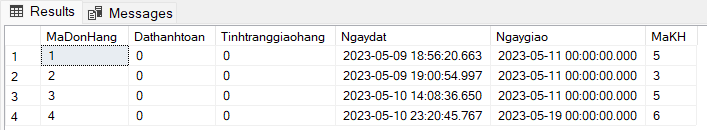 Results Messages
MaDonHang Dathanhtoan Tinhtranggiaohang Ngaydat Ngaygiao MaKH
1 1 0 0 2023-05-09 18:56:20.663 2023-05-11 00:00:00.000 5
2 2 0 0 2023-05-09 19:00:54.997 2023-05-11 00:00:00.000 3
3 3 0 0 2023-05-10 14:08:36.650 2023-05-11 00:00:00.000 5
4 4 0 0 2023-05-10 23:20:45.767 2023-05-19 00:00:00.000 6